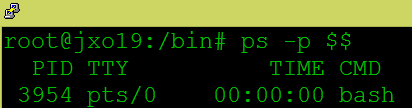 root@jxo19:/bin# ps -p $$
PID TTY TIME CMD
3954 pts/0 00:00:00 bash